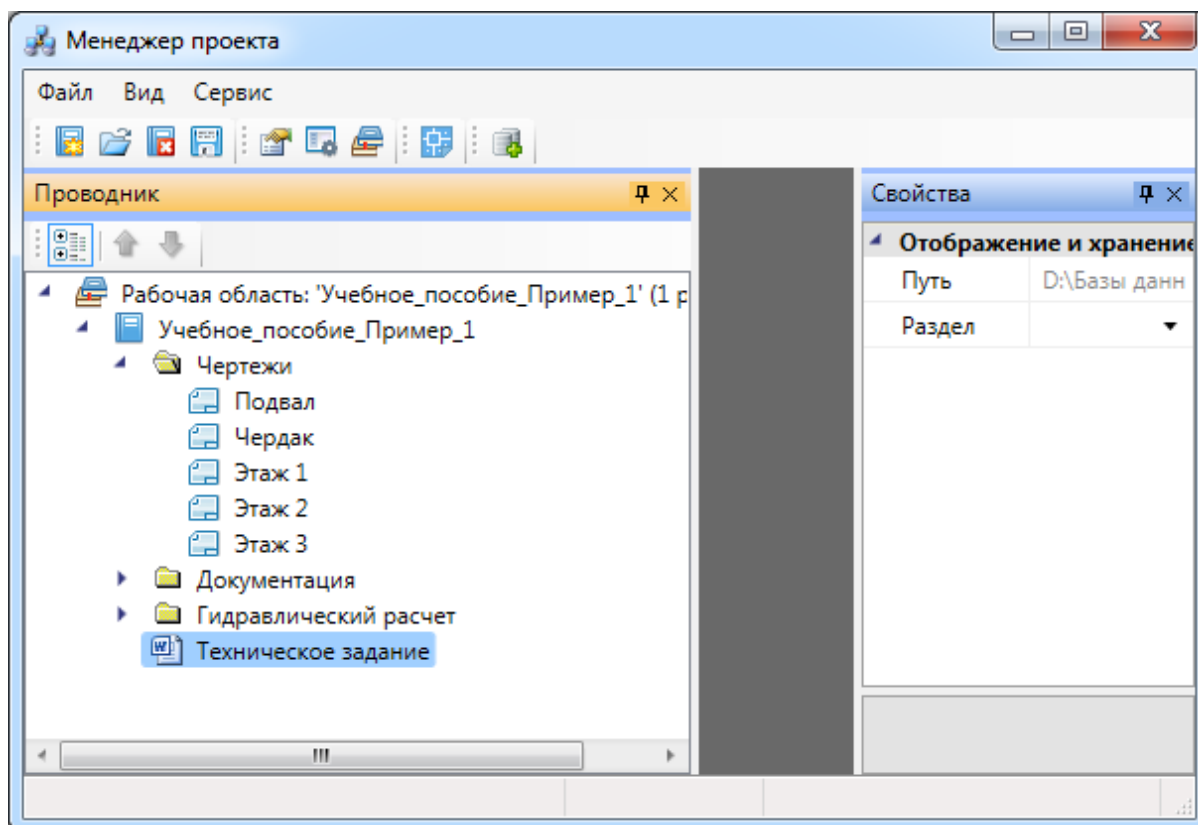 Менеджер проекта
Файл Вид Сервис
Проводник
Рабочая область: 'Учебное_пособие_Пример_1' (1 р
Учебное_пособие_Пример_1
Чертежи
Подвал
Чердак
Этаж 1
Этаж 2
Этаж 3
Документация
Гидравлический расчет
Техническое задание
Свойства
Отображение и хранение
Путь D:\Базы данн
Раздел